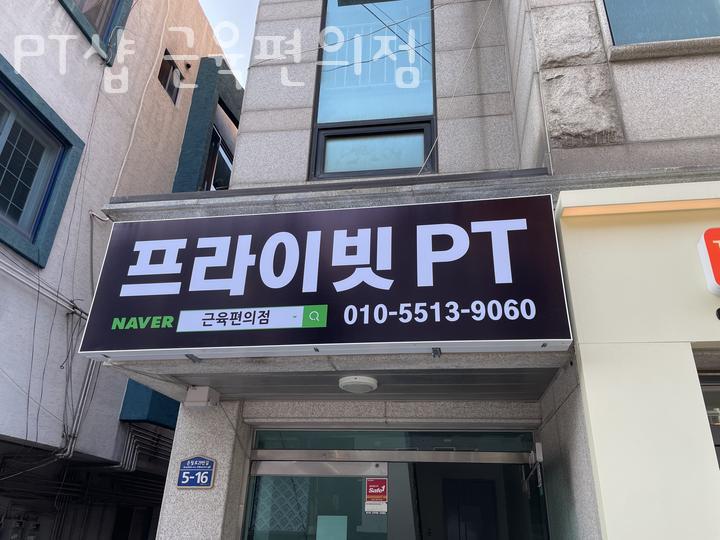 PT샵 근육편의점
프라이빗 PT
NAVER 근육편의점
010-5513-9060
5-16
Safe1